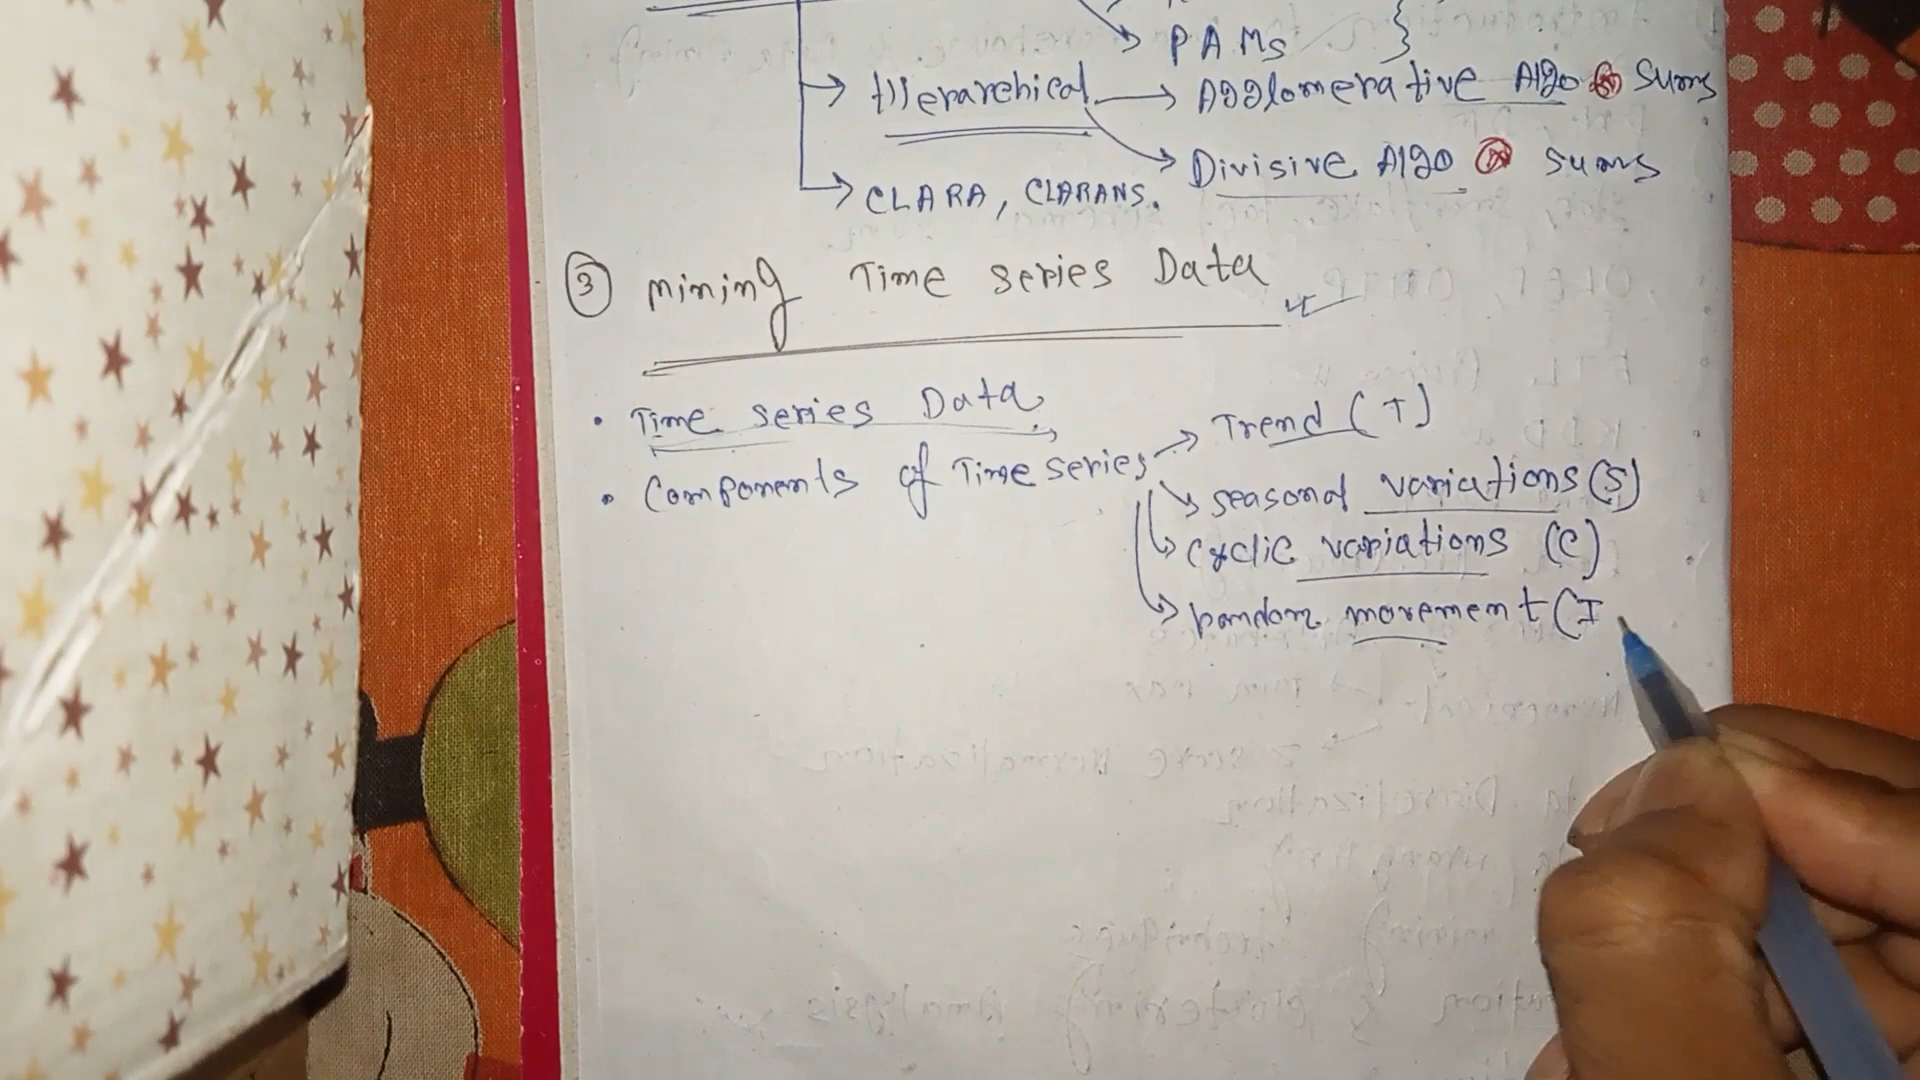 PAMs }
Hierarchical → Agglomerative Algo sums
Divisive Algo sums
CLARA, CLARANS.
③ Mining Time series Data
• Time series Data
• Components of Time series → Trend (T)
→ seasonal variations (S)
→ cyclic variations (C)
→ Random movement (I